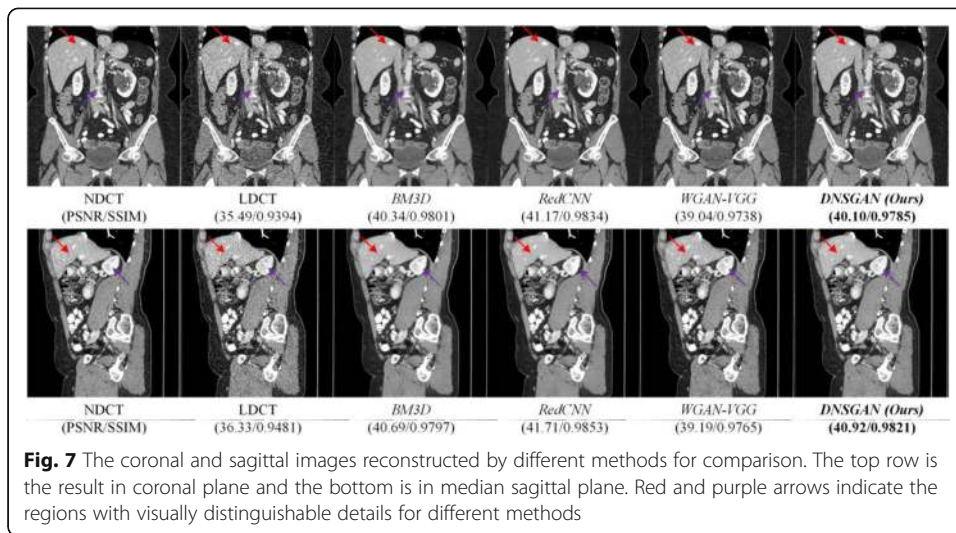 NDCT LDCT BM3D RedCNN WGAN-VGG DNSGAN (Ours)
(PSNR/SSIM) (35.49/0.9394) (40.34/0.9801) (41.17/0.9834) (39.04/0.9738) (40.10/0.9785)
NDCT LDCT BM3D RedCNN WGAN-VGG DNSGAN (Ours)
(PSNR/SSIM) (36.33/0.9481) (40.69/0.9797) (41.71/0.9853) (39.19/0.9765) (40.92/0.9821)
Fig. 7 The coronal and sagittal images reconstructed by different methods for comparison. The top row is
the result in coronal plane and the bottom is in median sagittal plane. Red and purple arrows indicate the
regions with visually distinguishable details for different methods